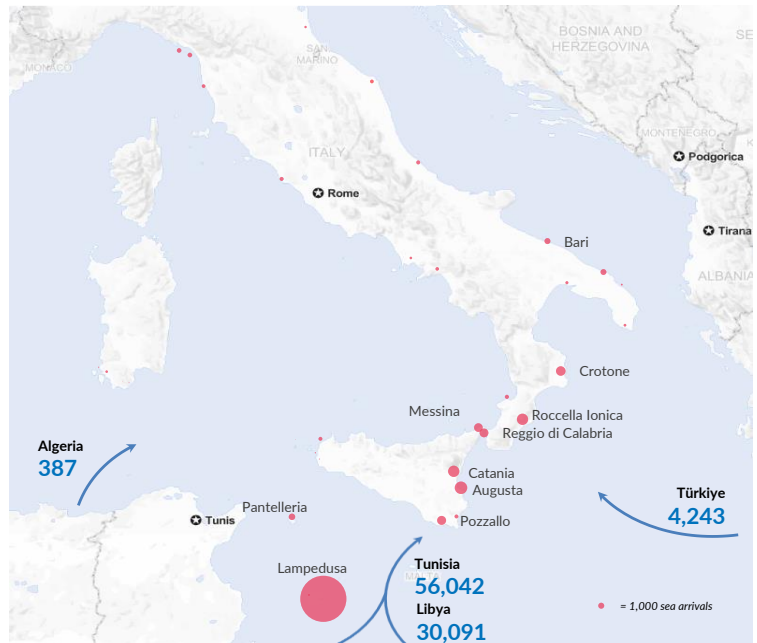 BOSNIA AND
HERZEGOVINA
SE
SAN
MARINO
MONACO
MONTENEGRO
ITALY
Podgorica
Rome
Tirana
Bari
ALBANIA
Crotone
Messina
Roccella Ionica
Reggio di Calabria
Algeria
387
Catania
Augusta
Türkiye
4,243
Pantelleria
Tunis
Pozzallo
Lampedusa
Tunisia
56,042
MALTA
Libya
30,091
= 1,000 sea arrivals